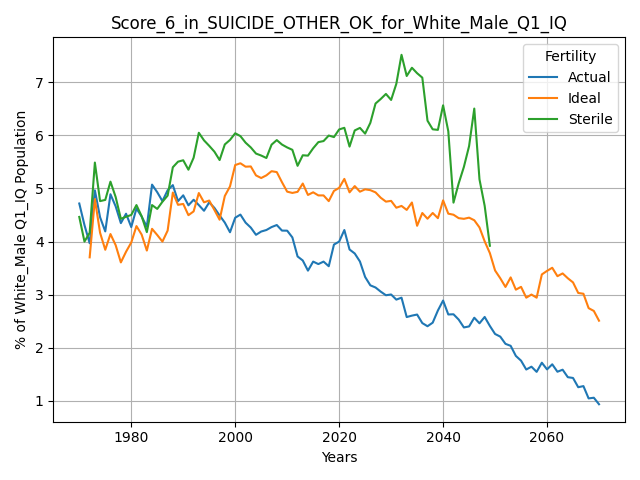 Score_6_in_SUICIDE_OTHER_OK_for_White_Male_Q1_IQ
Fertility
Actual
Ideal
Sterile
% of White_Male Q1_IQ Population
7
6
5
4
3
2
1
1980 2000 2020 2040 2060
Years